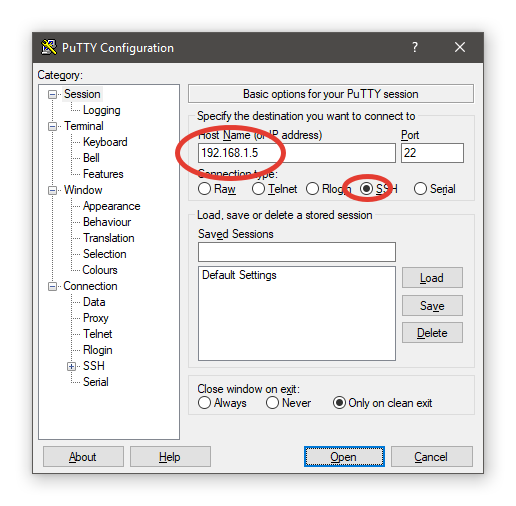 PuTTY Configuration
?
Category:
Session
Logging
Terminal
Keyboard
Bell
Features
Window
Appearance
Behaviour
Translation
Selection
Colours
Connection
Data
Proxy
Telnet
Rlogin
SSH
Serial
Basic options for your PuTTY session
Specify the destination you want to connect to
Host Name (or IP address) Port
192.168.1.5 22
Connection type:
Raw Telnet Rlogin SSH Serial
Load, save or delete a stored session
Saved Sessions
Default Settings
Load
Save
Delete
Close window on exit:
Always Never Only on clean exit
About Help Open Cancel